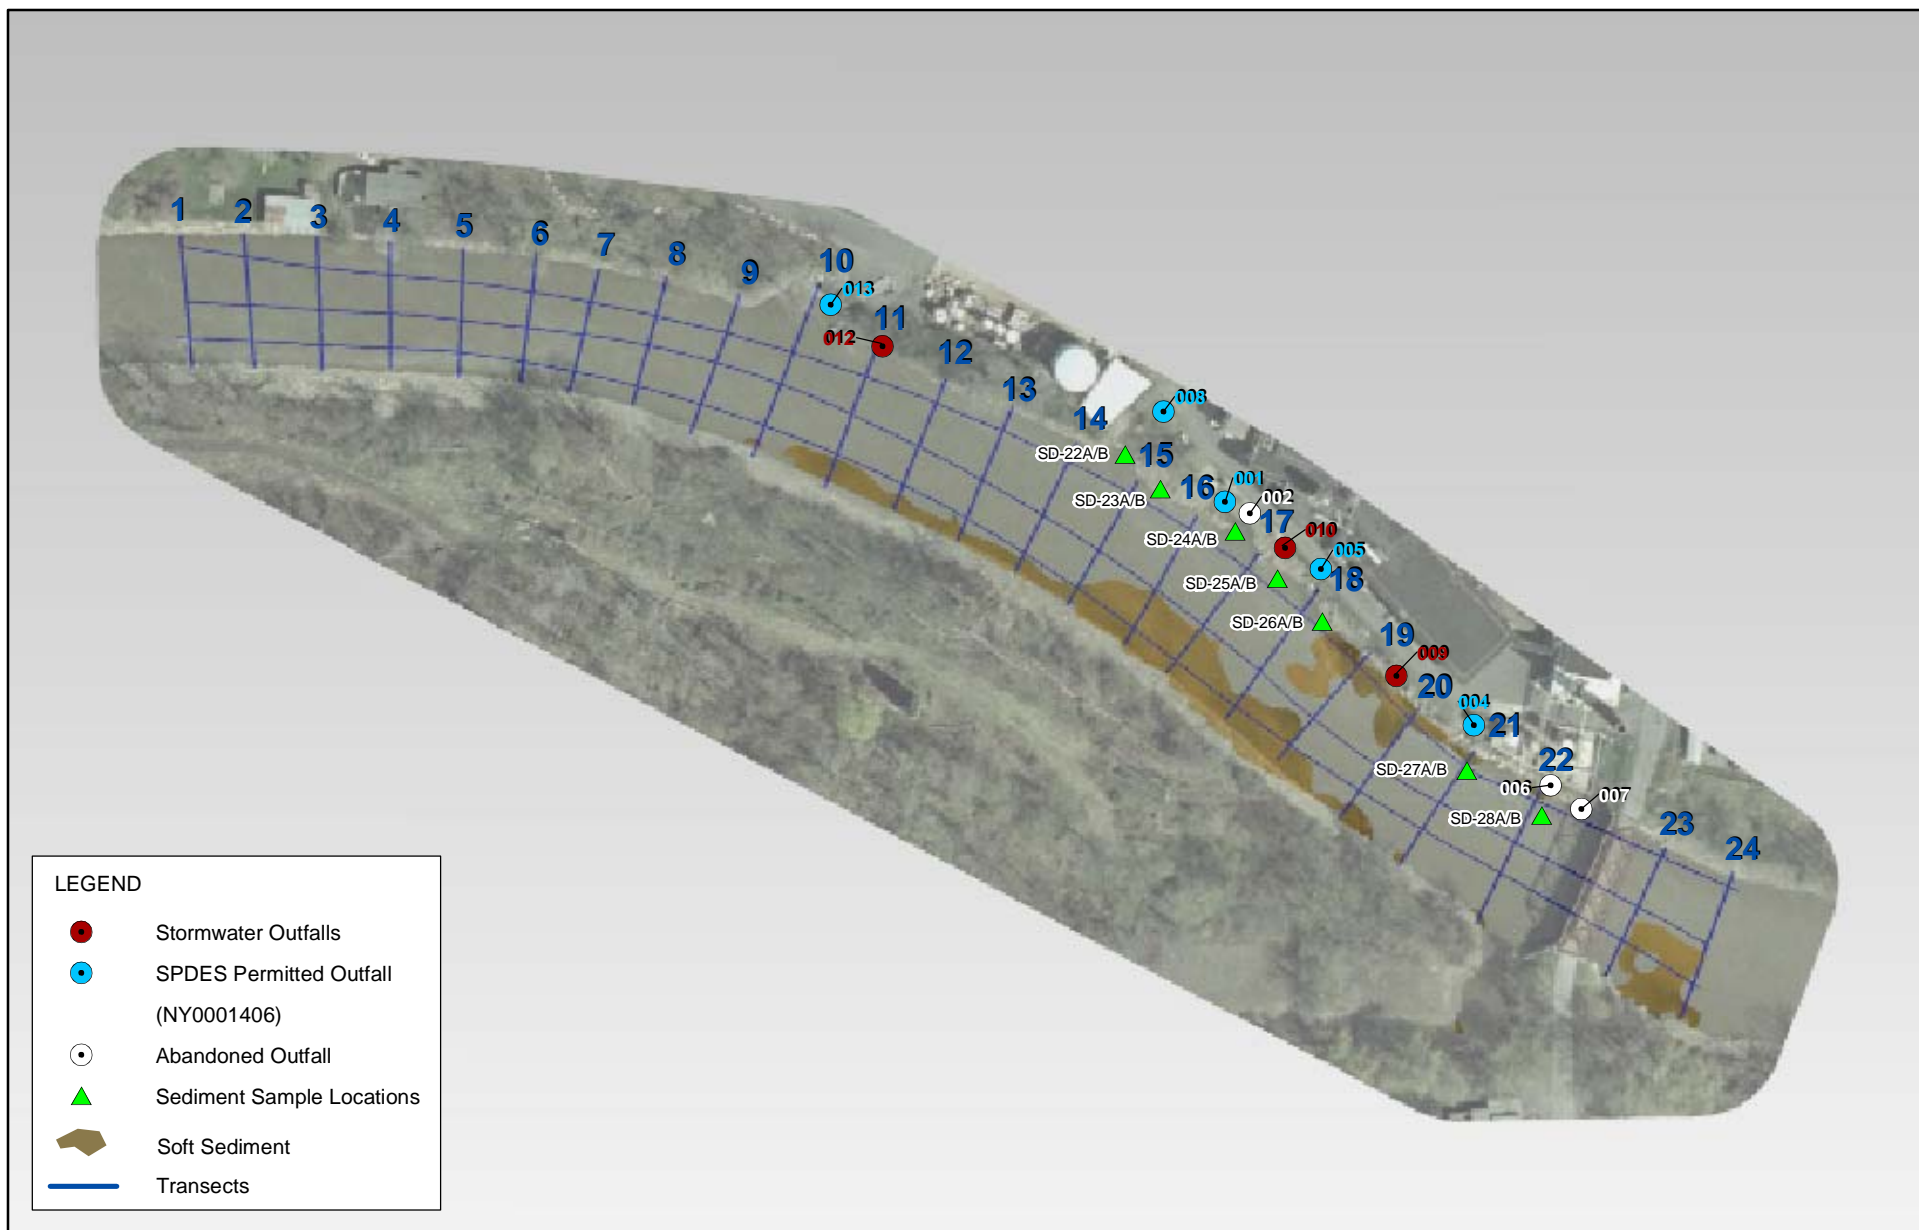 1
2
3
4
5
6
7
8
9
10
013
11
012
12
13
14
008
SD-22A/B
15
SD-23A/B
16
001
002
17
SD-24A/B
010
005
18
SD-25A/B
SD-26A/B
19
009
20
004
21
SD-27A/B
22
006
007
SD-28A/B
23
24
LEGEND
Stormwater Outfalls
SPDES Permitted Outfall
(NY0001406)
Abandoned Outfall
Sediment Sample Locations
Soft Sediment
Transects